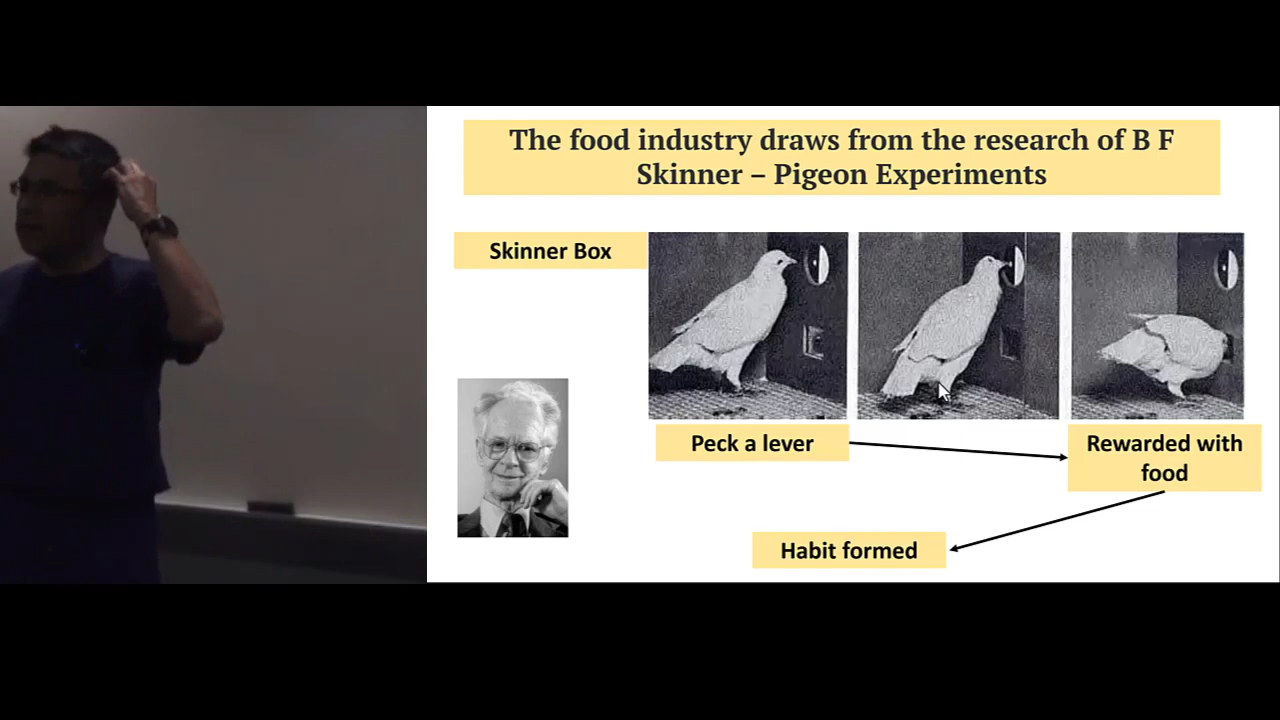 The food industry draws from the research of B F
Skinner – Pigeon Experiments
Skinner Box
Peck a lever
Rewarded with
food
Habit formed